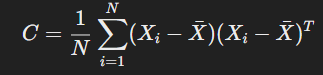 C = \frac{1}{N} \sum_{i=1}^{N} (X_i - \bar{X})(X_i - \bar{X})^T